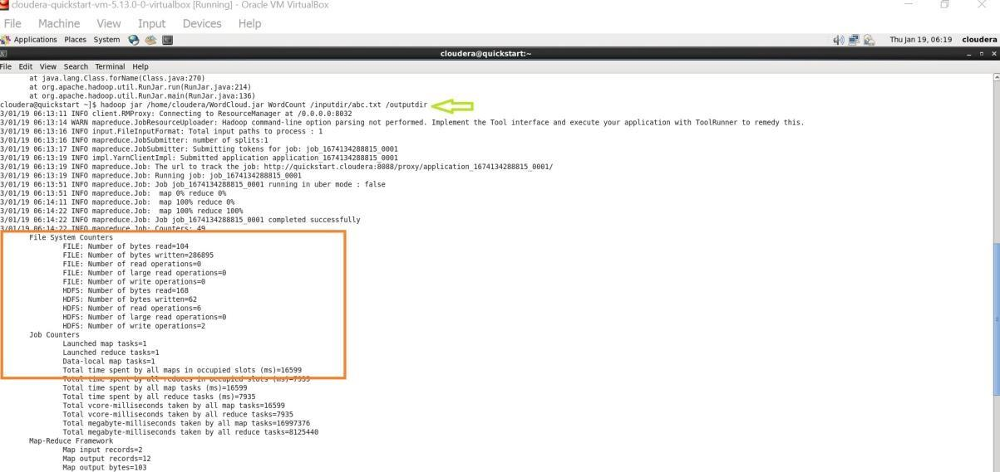 cloudera-quickstart-vm-5.13.0-0-virtualbox [Running] - Oracle VM VirtualBox
File Machine View Input Devices Help
Applications Places System Thu Jan 19, 06:19 cloudera
cloudera@quickstart:~
File Edit View Search Terminal Help
at java.lang.Class.forName(Class.java:270)
at org.apache.hadoop.util.RunJar.run(RunJar.java:214)
at org.apache.hadoop.util.RunJar.main(RunJar.java:136)
cloudera@quickstart ~]$ hadoop jar /home/cloudera/WordCloud.jar WordCount /inputdir/abc.txt /outputdir
3/01/19 06:13:11 INFO client.RMProxy: Connecting to ResourceManager at /0.0.0.0:8032
3/01/19 06:13:14 WARN mapreduce.JobResourceUploader: Hadoop command-line option parsing not performed. Implement the Tool interface and execute your application with ToolRunner to remedy this.
3/01/19 06:13:16 INFO input.FileInputFormat: Total input paths to process : 1
3/01/19 06:13:16 INFO mapreduce.JobSubmitter: number of splits:1
3/01/19 06:13:17 INFO mapreduce.JobSubmitter: Submitting tokens for job: job_1674134288815_0001
3/01/19 06:13:19 INFO impl.YarnClientImpl: Submitted application application_1674134288815_0001
3/01/19 06:13:19 INFO mapreduce.Job: The url to track the job: http://quickstart.cloudera:8088/proxy/application_1674134288815_0001/
3/01/19 06:13:19 INFO mapreduce.Job: Running job: job_1674134288815_0001
3/01/19 06:13:51 INFO mapreduce.Job: Job job_1674134288815_0001 running in uber mode : false
3/01/19 06:13:51 INFO mapreduce.Job: map 0% reduce 0%
3/01/19 06:14:11 INFO mapreduce.Job: map 100% reduce 0%
3/01/19 06:14:22 INFO mapreduce.Job: map 100% reduce 100%
3/01/19 06:14:22 INFO mapreduce.Job: Job job_1674134288815_0001 completed successfully
3/01/19 06:14:22 INFO mapreduce.Job: Counters: 49
File System Counters
FILE: Number of bytes read=104
FILE: Number of bytes written=286895
FILE: Number of read operations=0
FILE: Number of large read operations=0
FILE: Number of write operations=0
HDFS: Number of bytes read=168
HDFS: Number of bytes written=62
HDFS: Number of read operations=6
HDFS: Number of large read operations=0
HDFS: Number of write operations=2
Job Counters
Launched map tasks=1
Launched reduce tasks=1
Data-local map tasks=1
Total time spent by all maps in occupied slots (ms)=16599
Total time spent by all reduces in occupied slots (ms)=7935
Total time spent by all map tasks (ms)=16599
Total time spent by all reduce tasks (ms)=7935
Total vcore-milliseconds taken by all map tasks=16599
Total vcore-milliseconds taken by all reduce tasks=7935
Total megabyte-milliseconds taken by all map tasks=16997376
Total megabyte-milliseconds taken by all reduce tasks=8125440
Map-Reduce Framework
Map input records=2
Map output records=12
Map output bytes=103